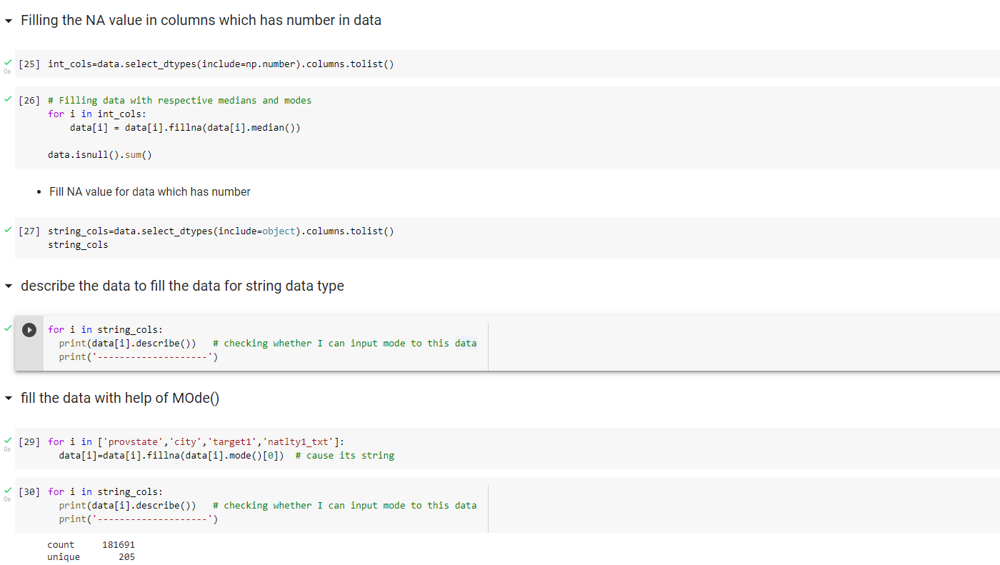 Filling the NA value in columns which has number in data
0s
[25] int_cols=data.select_dtypes(include=np.number).columns.tolist()
[26] # Filling data with respective medians and modes
for i in int_cols:
    data[i] = data[i].fillna(data[i].median())
data.isnull().sum()
• Fill NA value for data which has number
[27] string_cols=data.select_dtypes(include=object).columns.tolist()
string_cols
describe the data to fill the data for string data type
for i in string_cols:
  print(data[i].describe())   # checking whether I can input mode to this data
  print('--------------------')
fill the data with help of MOde()
0s
[29] for i in ['provstate','city','target1','natlty1_txt']:
  data[i]=data[i].fillna(data[i].mode()[0])  # cause its string
0s
[30] for i in string_cols:
  print(data[i].describe())   # checking whether I can input mode to this data
  print('--------------------')
count     181691
unique       205